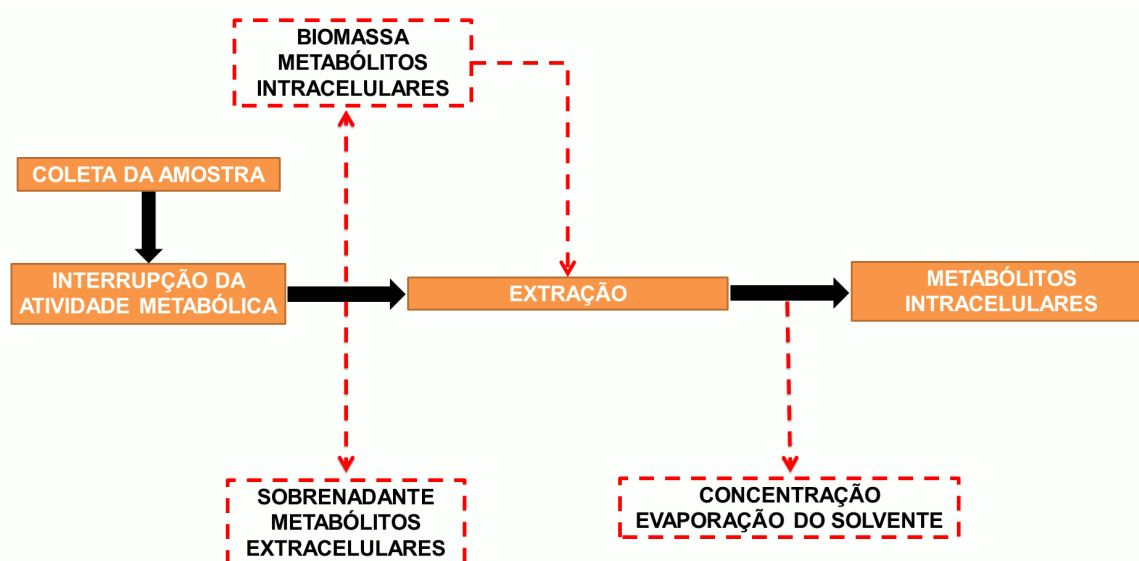 BIOMASSA
METABÓLITOS
INTRACELULARES
COLETA DA AMOSTRA
INTERRUPÇÃO DA
ATIVIDADE METABÓLICA
EXTRAÇÃO
METABÓLITOS
INTRACELULARES
SOBRENADANTE
METABÓLITOS
EXTRACELULARES
CONCENTRAÇÃO
EVAPORAÇÃO DO SOLVENTE